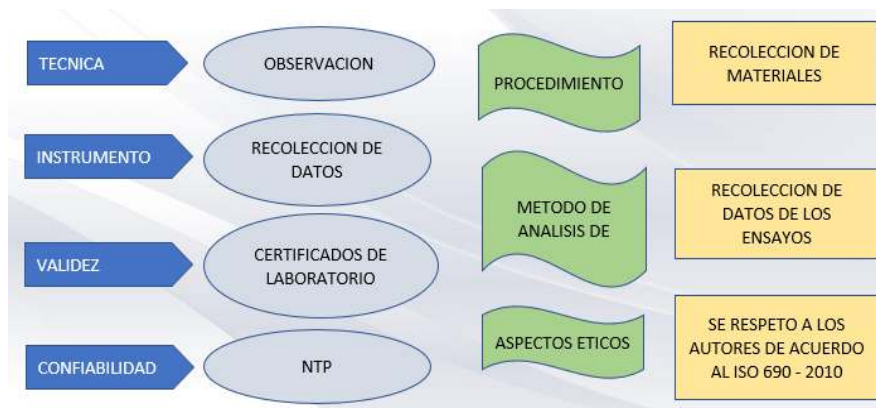 TECNICA
OBSERVACION
INSTRUMENTO
RECOLECCION DE
DATOS
VALIDEZ
CERTIFICADOS DE
LABORATORIO
CONFIABILIDAD
NTP
PROCEDIMIENTO
RECOLECCION DE
MATERIALES
METODO DE
ANALISIS DE
RECOLECCION DE
DATOS DE LOS
ENSAYOS
ASPECTOS ETICOS
SE RESPETO A LOS
AUTORES DE ACUERDO
AL ISO 690 - 2010